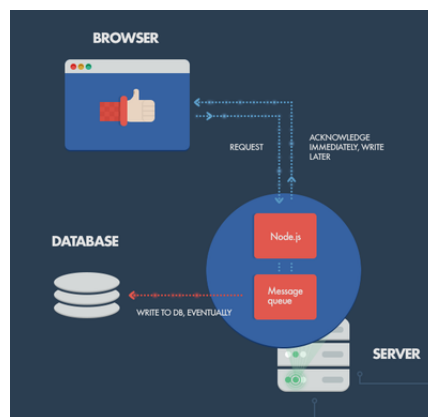 BROWSER
REQUEST
ACKNOWLEDGE
IMMEDIATELY, WRITE
LATER
Node.js
DATABASE
Message
queue
WRITE TO DB, EVENTUALLY
SERVER